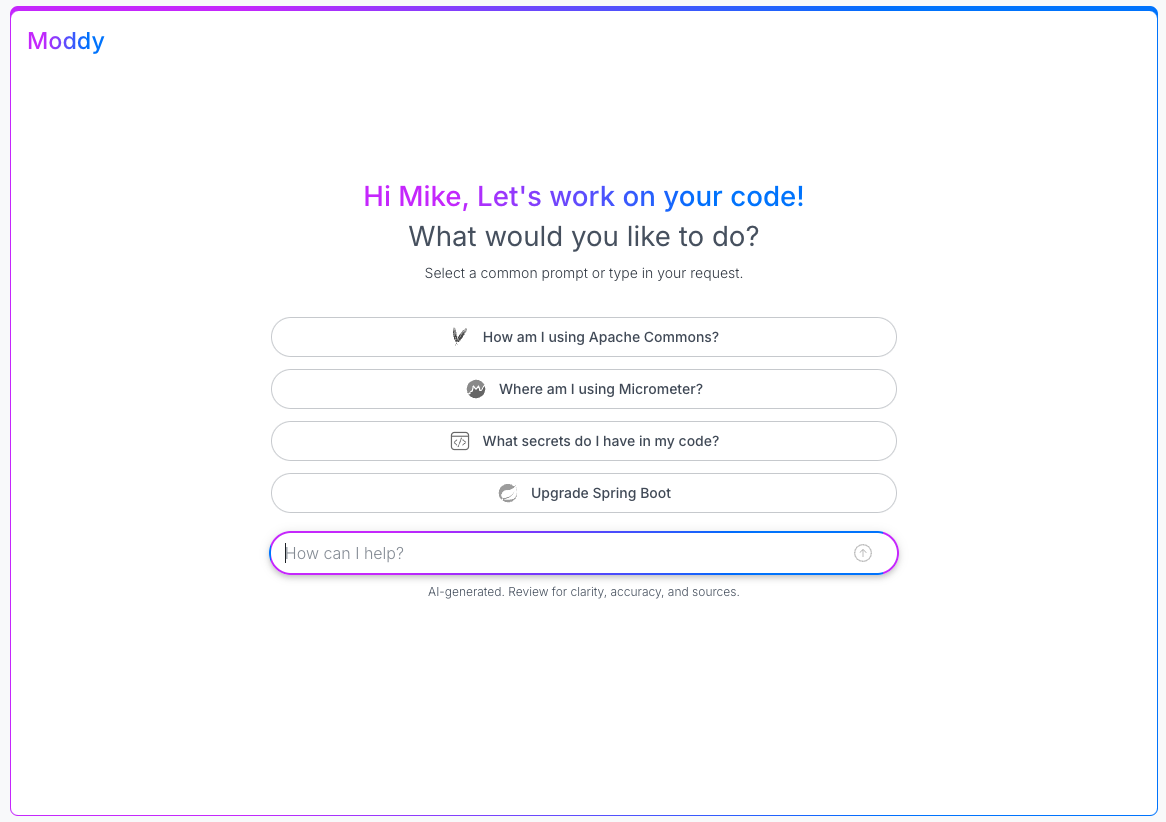 Moddy
Hi Mike, Let's work on your code!
What would you like to do?
Select a common prompt or type in your request.
How am I using Apache Commons?
Where am I using Micrometer?
What secrets do I have in my code?
Upgrade Spring Boot
How can I help?
AI-generated. Review for clarity, accuracy, and sources.